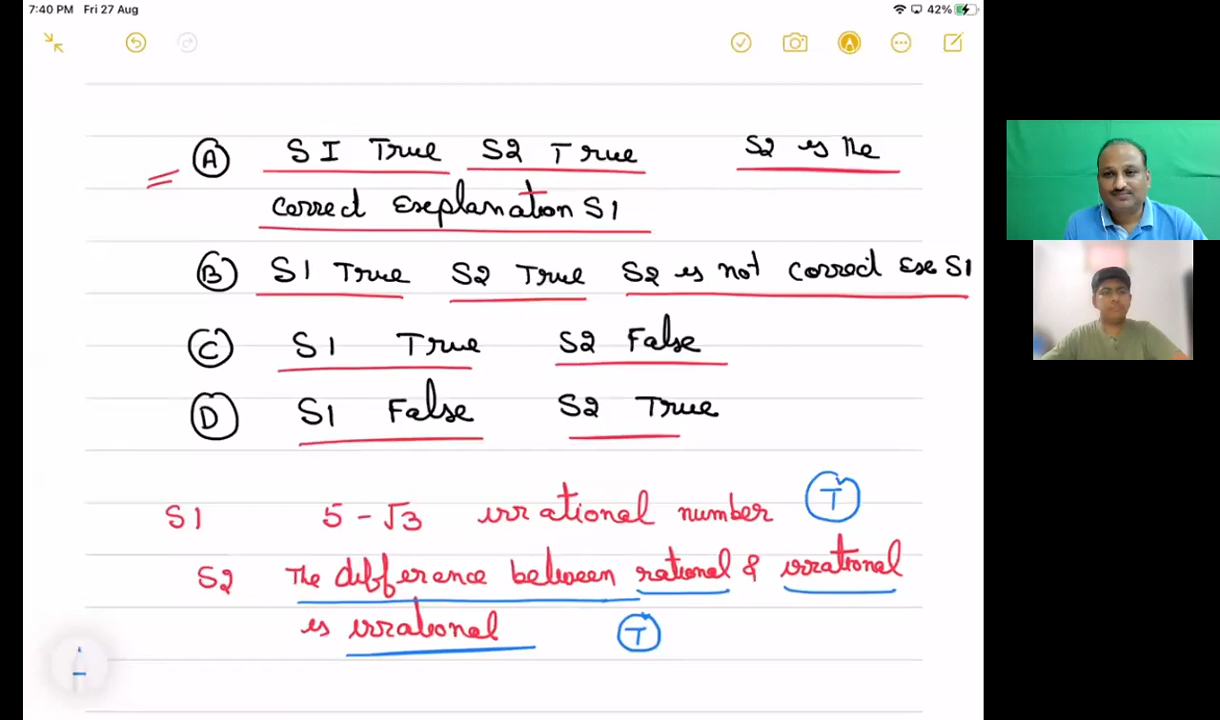 7:40 PM Fri 27 Aug 42%
A S I True S2 True S2 is the
correct Explanation S1
B S1 True S2 True S2 is not correct Exe S1
C S1 True S2 False
D S1 False S2 True
S1 5 - √3 irrational number T
S2 The difference between rational & irrational
is irrational T